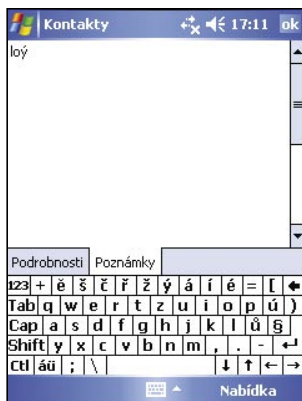 Kontakty 17:11 ok
loý
Podrobnosti Poznámky
123 + ě š č ř ž ý á í é = [ ←
Tab q w e r t z u i o p ú )
Cap a s d f g h j k l ů §
Shift y x c v b n m , . - ↵
Ctl áü ; \ ↓ ↑ ← →
Nabídka